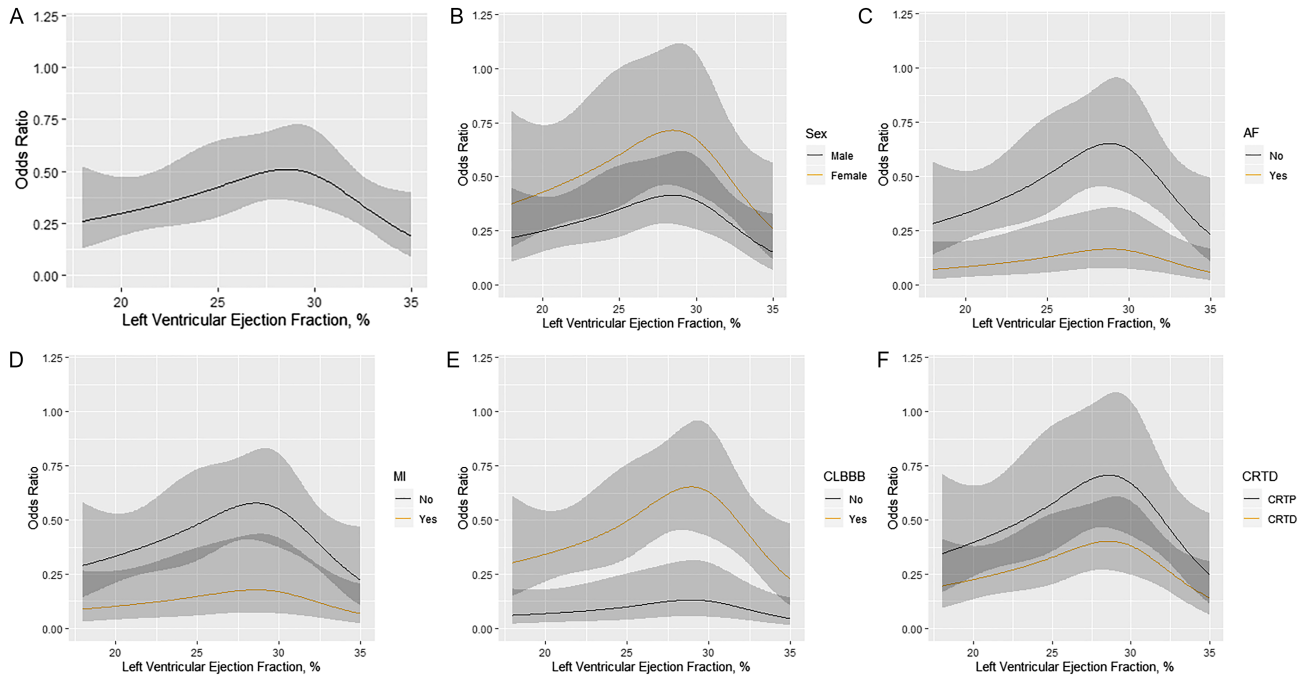 A
1.25
1.00
0.75
0.50
0.25
0.00
Odds Ratio
20
25
30
35
Left Ventricular Ejection Fraction, %
B
1.25
1.00
0.75
0.50
0.25
0.00
Odds Ratio
20
25
30
35
Left Ventricular Ejection Fraction, %
Sex
Male
Female
C
1.25
1.00
0.75
0.50
0.25
0.00
Odds Ratio
20
25
30
35
Left Ventricular Ejection Fraction, %
AF
No
Yes
D
1.25
1.00
0.75
0.50
0.25
0.00
Odds Ratio
20
25
30
35
Left Ventricular Ejection Fraction, %
MI
No
Yes
E
1.25
1.00
0.75
0.50
0.25
0.00
Odds Ratio
20
25
30
35
Left Ventricular Ejection Fraction, %
CLBBB
No
Yes
F
1.25
1.00
0.75
0.50
0.25
0.00
Odds Ratio
20
25
30
35
Left Ventricular Ejection Fraction, %
CRTD
CRTP
CRTD